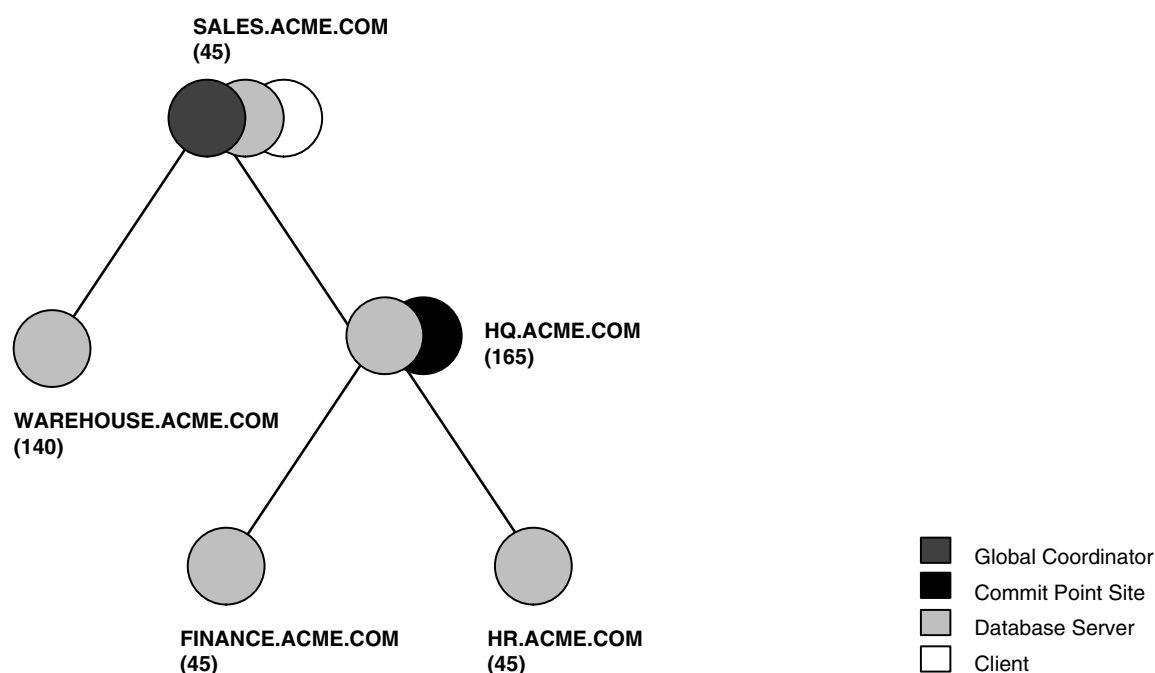 SALES.ACME.COM
(45)
HQ.ACME.COM
(165)
WAREHOUSE.ACME.COM
(140)
FINANCE.ACME.COM
(45)
HR.ACME.COM
(45)
Global Coordinator
Commit Point Site
Database Server
Client